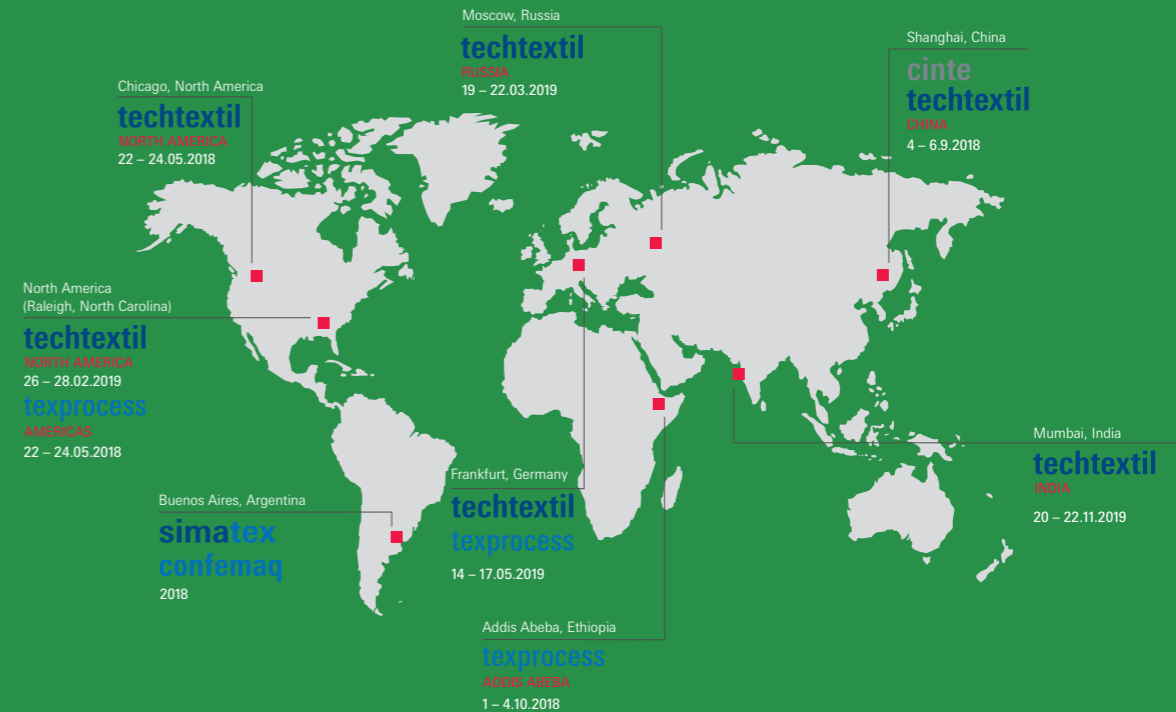 Moscow, Russia
techtextil
RUSSIA
19 – 22.03.2019
Shanghai, China
cinte
techtextil
CHINA
4 – 6.9.2018
Chicago, North America
techtextil
NORTH AMERICA
22 – 24.05.2018
North America
(Raleigh, North Carolina)
techtextil
NORTH AMERICA
26 – 28.02.2019
texprocess
AMERICAS
22 – 24.05.2018
Mumbai, India
techtextil
INDIA
20 – 22.11.2019
Frankfurt, Germany
techtextil
texprocess
14 – 17.05.2019
Buenos Aires, Argentina
simatex
confemaq
2018
Addis Abeba, Ethiopia
texprocess
ADDIS ABEBA
1 – 4.10.2018